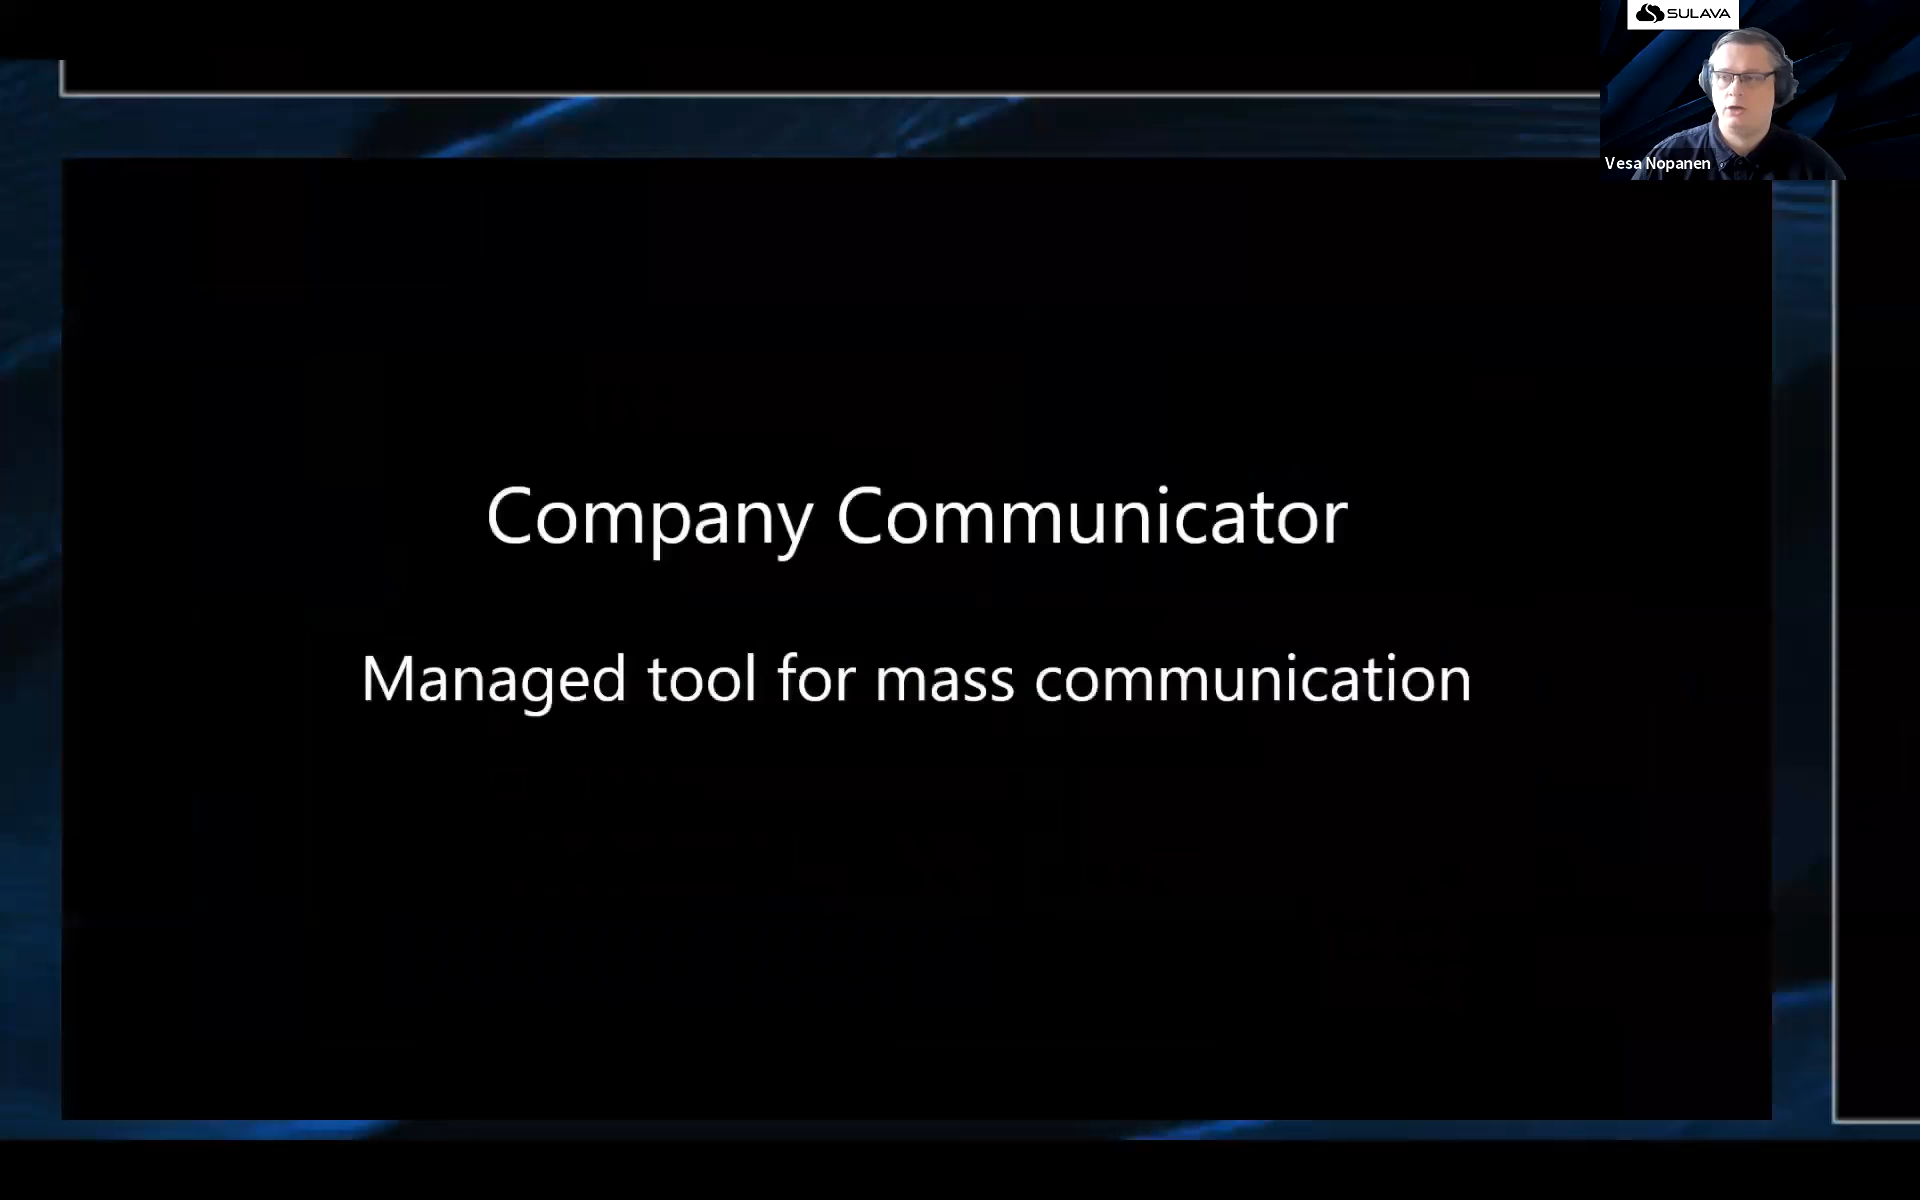 SULAVA
Vesa Nopanen
Company Communicator
Managed tool for mass communication